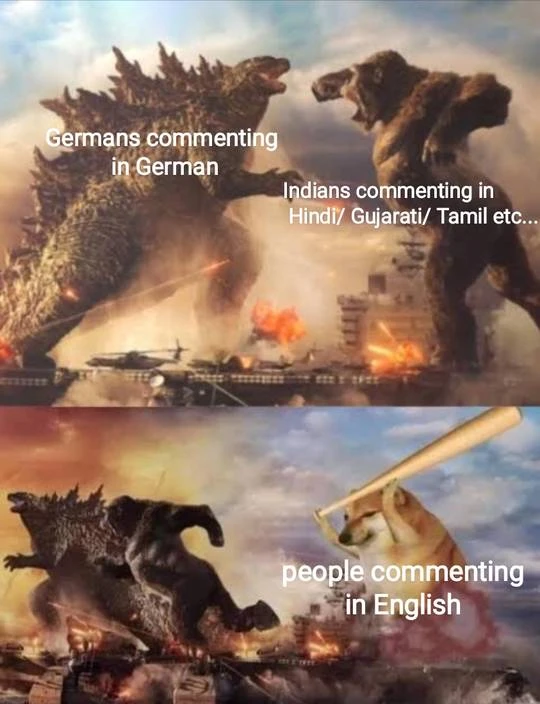 Germans commenting
in German
Indians commenting in
Hindi/ Gujarati/ Tamil etc...
people commenting
in English